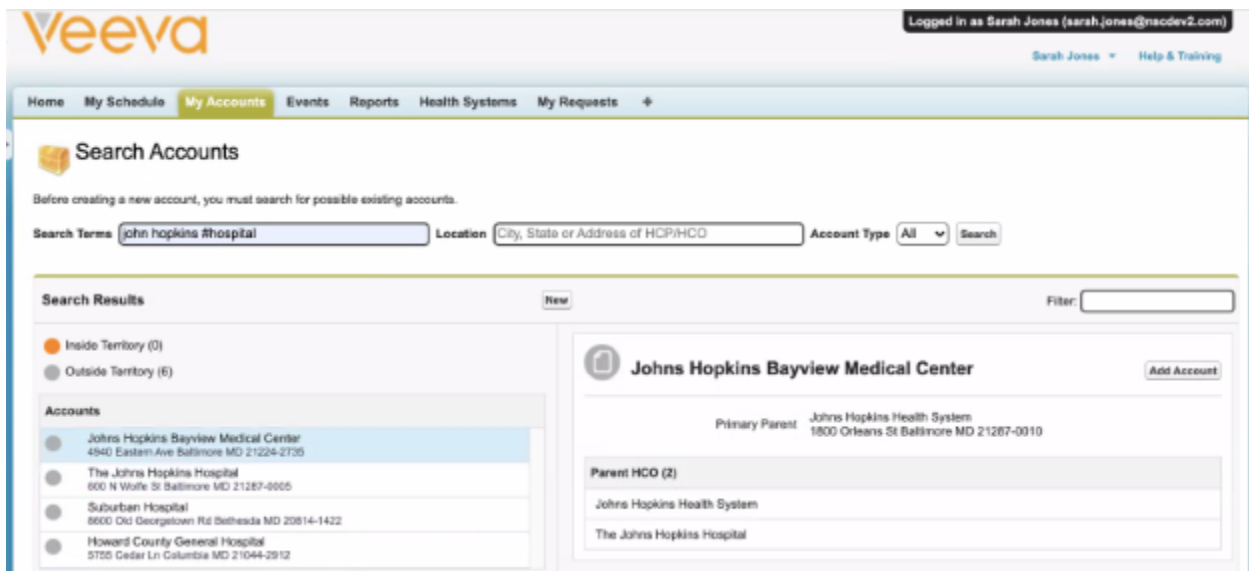 Veeva
Logged in as Sarah Jones (sarah.jones@nscdev2.com)
Sarah Jones Help & Training
Home My Schedule My Accounts Events Reports Health Systems My Requests +
Search Accounts
Before creating a new account, you must search for possible existing accounts.
Search Terms john hopkins #hospital Location City, State or Address of HCP/HCO Account Type All Search
Search Results New Filter:
Inside Territory (0)
Outside Territory (6)
Johns Hopkins Bayview Medical Center Add Account
Accounts
Johns Hopkins Bayview Medical Center
4940 Eastern Ave Baltimore MD 21224-2735
The Johns Hopkins Hospital
600 N Wolfe St Baltimore MD 21287-0005
Suburban Hospital
8600 Old Georgetown Rd Bethesda MD 20814-1422
Howard County General Hospital
5755 Cedar Ln Columbia MD 21044-2912
Primary Parent Johns Hopkins Health System
1800 Orleans St Baltimore MD 21287-0010
Parent HCO (2)
Johns Hopkins Health System
The Johns Hopkins Hospital